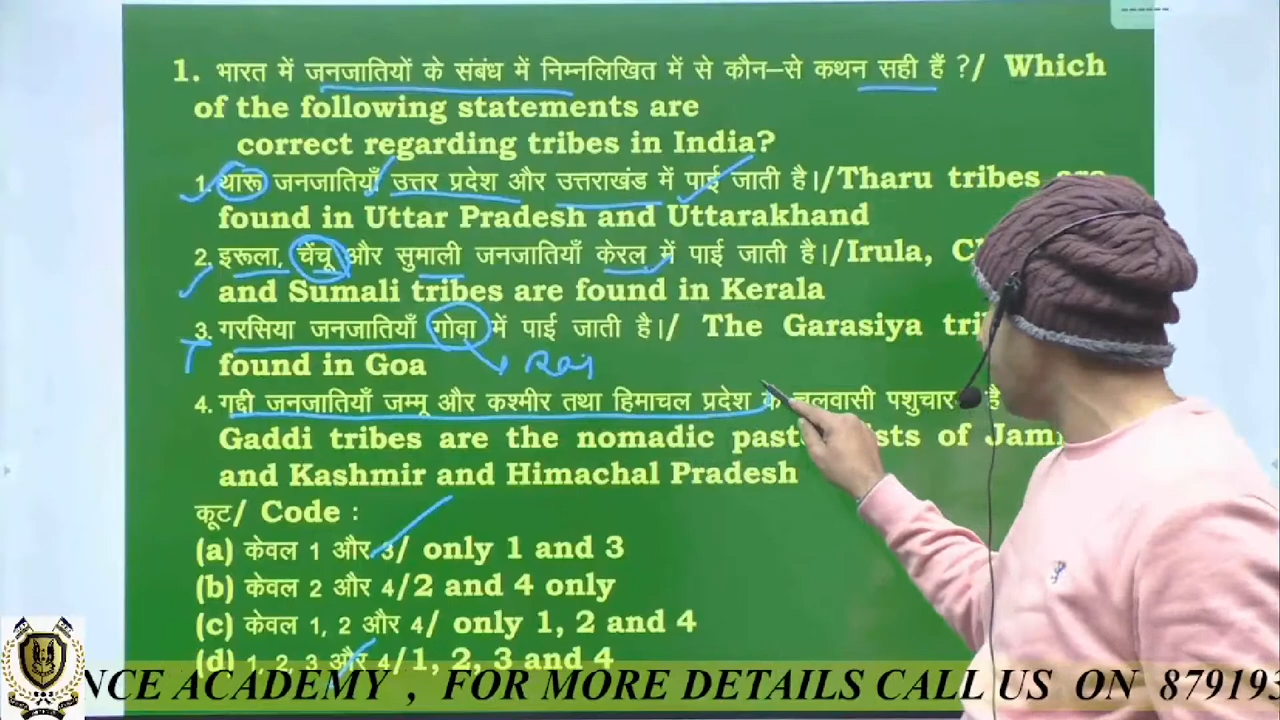 1. भारत में जनजातियों के संबंध में निम्नलिखित में से कौन–से कथन सही हैं ?/ Which
of the following statements are
correct regarding tribes in India?
1. थारू जनजातियाँ उत्तर प्रदेश और उत्तराखंड में पाई जाती है।/Tharu tribes are
found in Uttar Pradesh and Uttarakhand
2. इरूला, चेंचू और सुमाली जनजातियाँ केरल में पाई जाती है।/Irula,
and Sumali tribes are found in Kerala
3. गरसिया जनजातियाँ गोवा में पाई जाती है।/ The Garasiya
found in Goa
Raj
4. गद्दी जनजातियाँ जम्मू और कश्मीर तथा हिमाचल प्रदेश के चलवासी है
Gaddi tribes are the nomadic of
and Kashmir and Himachal Pradesh
कूट/ Code :
(a) केवल 1 और 3/ only 1 and 3
(b) केवल 2 और 4/2 and 4 only
(c) केवल 1, 2 और 4/ only 1, 2 and 4
(d) 1, 2, 3 और 4/1, 2, 3 and 4
NCE ACADEMY , FOR MORE DETAILS CALL US ON 879193